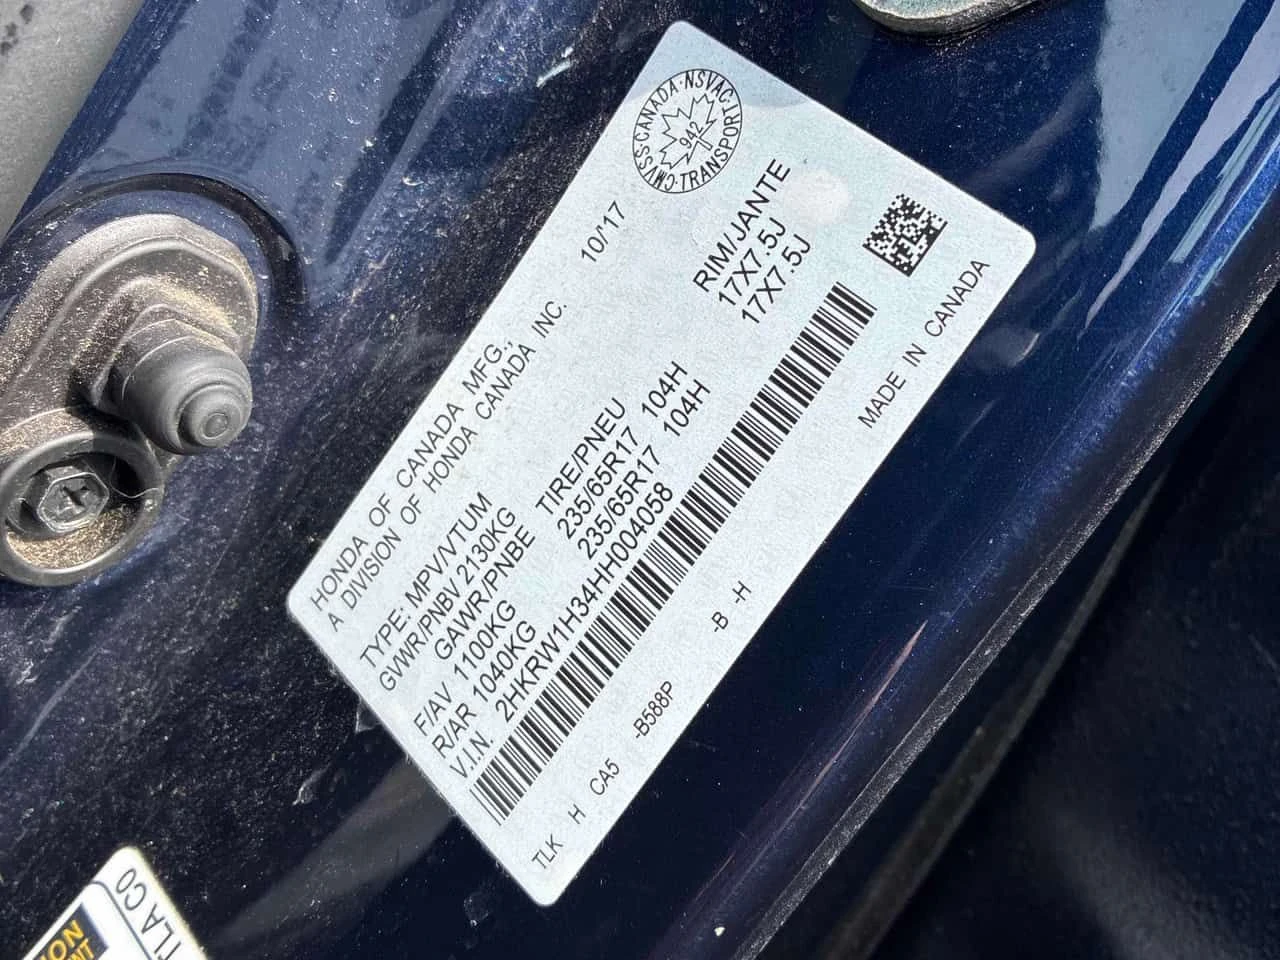 CMVSS·CANADA·NSVAC
·TRANSPORT·
942
HONDA OF CANADA MFG.,
A DIVISION OF HONDA CANADA INC. 10/'17
TYPE: MPV/VTUM
GVWR/PNBV 2130KG
GAWR/PNBE TIRE/PNEU RIM/JANTE
F/AV 1100KG 235/65R17 104H 17X7.5J
R/AR 1040KG 235/65R17 104H 17X7.5J
V.I.N. 2HKRW1H34HH004058
TLK H CA5 -B588P -B -H MADE IN CANADA